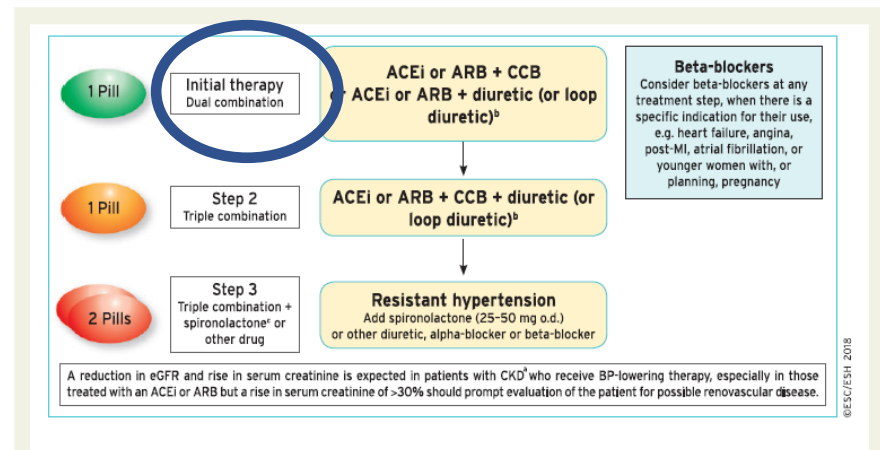 1 Pill
Initial therapy
Dual combination
ACEi or ARB + CCB
or ACEi or ARB + diuretic (or loop
diuretic)ᵇ
Beta-blockers
Consider beta-blockers at any
treatment step, when there is a
specific indication for their use,
e.g. heart failure, angina,
post-MI, atrial fibrillation, or
younger women with, or
planning, pregnancy
1 Pill
Step 2
Triple combination
ACEi or ARB + CCB + diuretic (or
loop diuretic)ᵇ
2 Pills
Step 3
Triple combination +
spironolactoneᶜ or
other drug
Resistant hypertension
Add spironolactone (25–50 mg o.d.)
or other diuretic, alpha-blocker or beta-blocker
A reduction in eGFR and rise in serum creatinine is expected in patients with CKDᵃ who receive BP-lowering therapy, especially in those
treated with an ACEi or ARB but a rise in serum creatinine of >30% should prompt evaluation of the patient for possible renovascular disease.
©ESC/ESH 2018